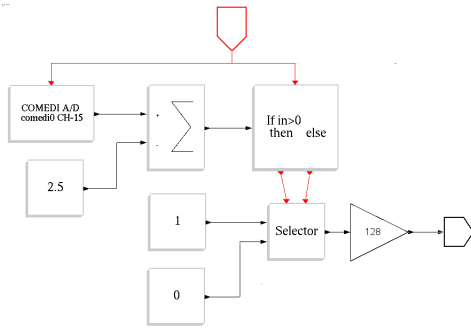 COMEDI A/D
comedi0 CH-15
+
-
If in>0
then else
2.5
1
Selector
128
0